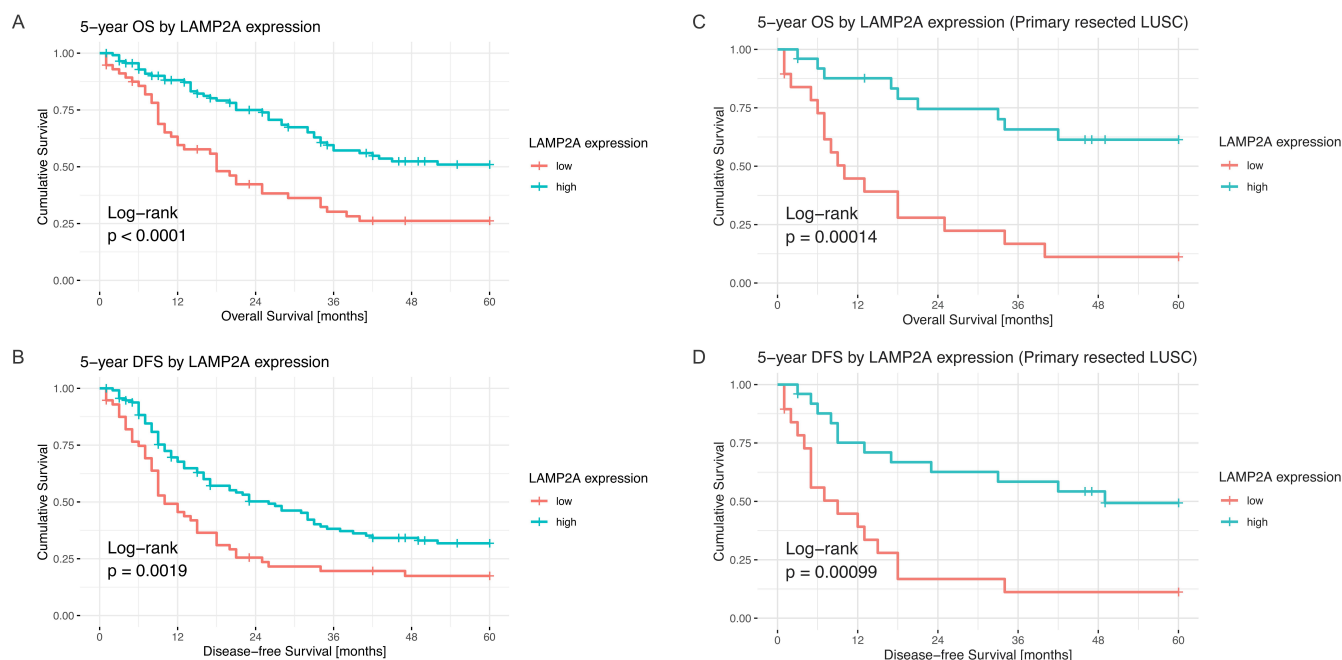 A
5−year OS by LAMP2A expression
1.00
0.75
0.50
0.25
0.00
Cumulative Survival
Log−rank
p < 0.0001
0 12 24 36 48 60
Overall Survival [months]
LAMP2A expression
low
high
B
5−year DFS by LAMP2A expression
1.00
0.75
0.50
0.25
0.00
Cumulative Survival
Log−rank
p = 0.0019
0 12 24 36 48 60
Disease−free Survival [months]
LAMP2A expression
low
high
C
5−year OS by LAMP2A expression (Primary resected LUSC)
1.00
0.75
0.50
0.25
0.00
Cumulative Survival
Log−rank
p = 0.00014
0 12 24 36 48 60
Overall Survival [months]
LAMP2A expression
low
high
D
5−year DFS by LAMP2A expression (Primary resected LUSC)
1.00
0.75
0.50
0.25
0.00
Cumulative Survival
Log−rank
p = 0.00099
0 12 24 36 48 60
Disease−free Survival [months]
LAMP2A expression
low
high